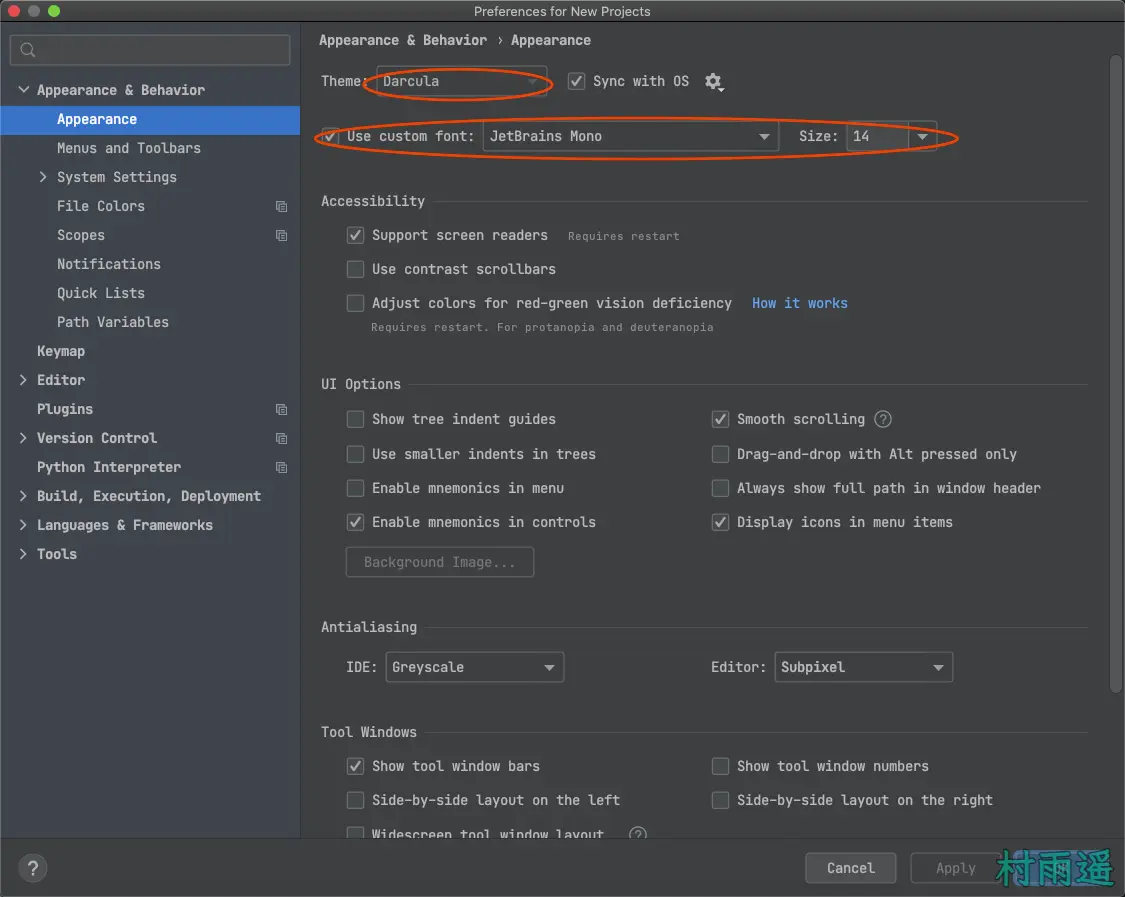 Preferences for New Projects
Appearance & Behavior › Appearance
Theme: Darcula Sync with OS
Use custom font: JetBrains Mono Size: 14
Appearance & Behavior
Appearance
Menus and Toolbars
System Settings
File Colors
Scopes
Notifications
Quick Lists
Path Variables
Keymap
Editor
Plugins
Version Control
Python Interpreter
Build, Execution, Deployment
Languages & Frameworks
Tools
Accessibility
Support screen readers Requires restart
Use contrast scrollbars
Adjust colors for red-green vision deficiency How it works
Requires restart. For protanopia and deuteranopia
UI Options
Show tree indent guides Smooth scrolling ?
Use smaller indents in trees Drag-and-drop with Alt pressed only
Enable mnemonics in menu Always show full path in window header
Enable mnemonics in controls Display icons in menu items
Background Image...
Antialiasing
IDE: Greyscale Editor: Subpixel
Tool Windows
Show tool window bars Show tool window numbers
Side-by-side layout on the left Side-by-side layout on the right
Widescreen tool window layout ?
? Cancel Apply
村雨遥